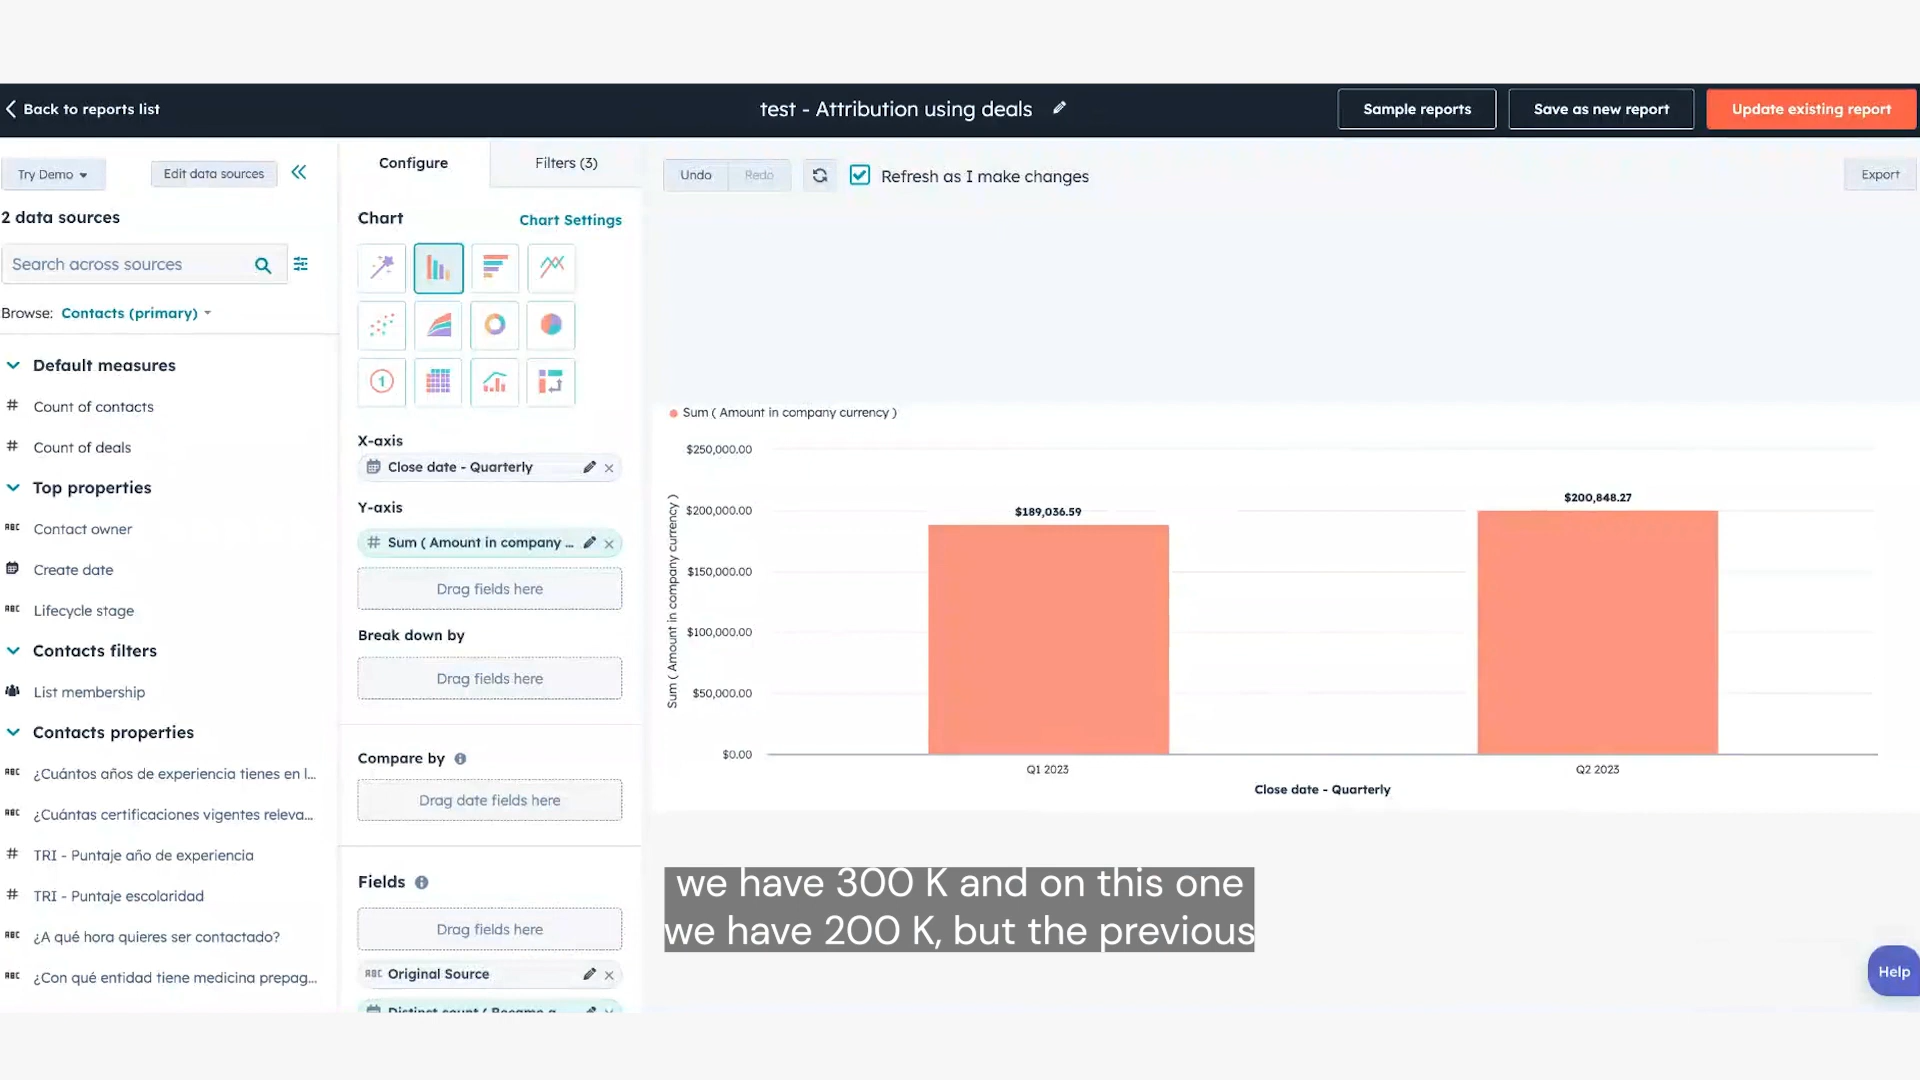 Back to reports list
test - Attribution using deals
Sample reports
Save as new report
Update existing report
Try Demo
Edit data sources
2 data sources
Search across sources
Browse: Contacts (primary)
Default measures
# Count of contacts
# Count of deals
Top properties
ABC Contact owner
Create date
ABC Lifecycle stage
Contacts filters
List membership
Contacts properties
ABC ¿Cuántos años de experiencia tienes en l...
ABC ¿Cuántas certificaciones vigentes releva...
# TRI - Puntaje año de experiencia
# TRI - Puntaje escolaridad
ABC ¿A qué hora quieres ser contactado?
ABC ¿Con qué entidad tiene medicina prepag...
Configure
Filters (3)
Chart
Chart Settings
1
X-axis
Close date - Quarterly
Y-axis
# Sum ( Amount in company ...
Drag fields here
Break down by
Drag fields here
Compare by
Drag date fields here
Fields
Drag fields here
ABC Original Source
Undo
Redo
Refresh as I make changes
Export
Sum ( Amount in company currency )
Sum ( Amount in company currency )
$250,000.00
$200,000.00
$150,000.00
$100,000.00
$50,000.00
$0.00
$189,036.59
$200,848.27
Q1 2023
Q2 2023
Close date - Quarterly
we have 300 K and on this one
we have 200 K, but the previous
Help